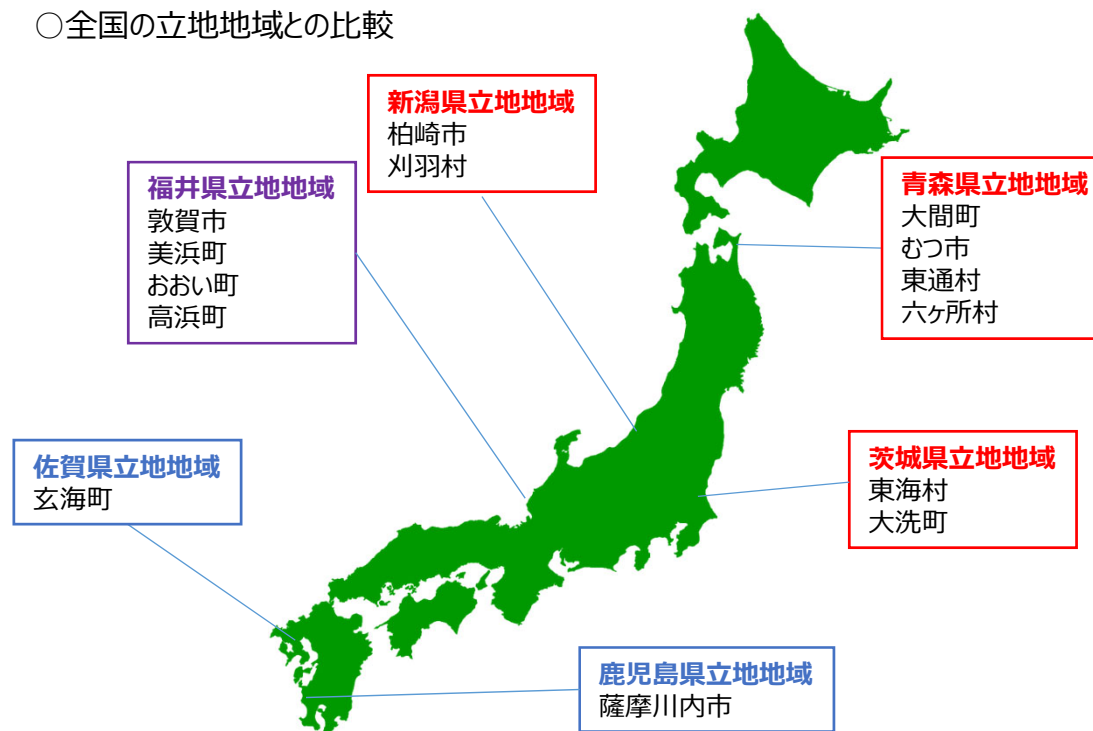 ○全国の立地地域との比較
新潟県立地地域
柏崎市
刈羽村
福井県立地地域
敦賀市
美浜町
おおい町
高浜町
青森県立地地域
大間町
むつ市
東通村
六ヶ所村
佐賀県立地地域
玄海町
茨城県立地地域
東海村
大洗町
鹿児島県立地地域
薩摩川内市